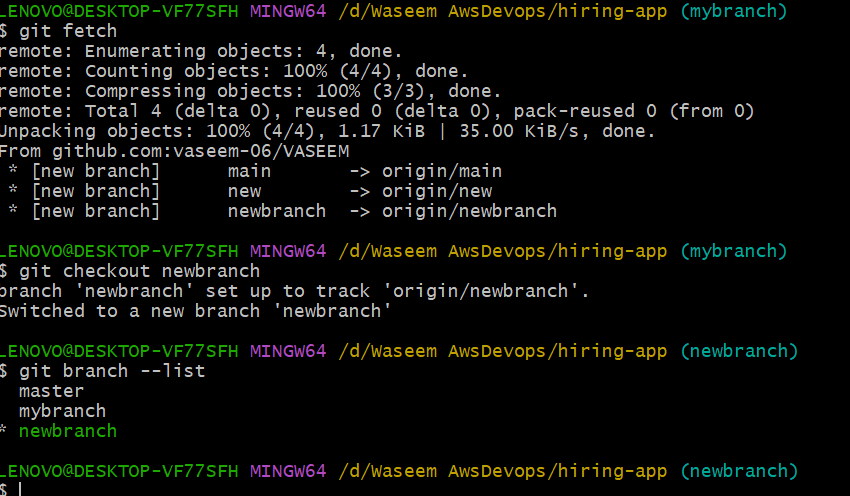 LENOVO@DESKTOP-VF77SFH MINGW64 /d/Waseem AwsDevops/hiring-app (mybranch)
$ git fetch
remote: Enumerating objects: 4, done.
remote: Counting objects: 100% (4/4), done.
remote: Compressing objects: 100% (3/3), done.
remote: Total 4 (delta 0), reused 0 (delta 0), pack-reused 0 (from 0)
Unpacking objects: 100% (4/4), 1.17 KiB | 35.00 KiB/s, done.
From github.com:vaseem-06/VASEEM
 * [new branch]      main       -> origin/main
 * [new branch]      new        -> origin/new
 * [new branch]      newbranch  -> origin/newbranch
LENOVO@DESKTOP-VF77SFH MINGW64 /d/Waseem AwsDevops/hiring-app (mybranch)
$ git checkout newbranch
branch 'newbranch' set up to track 'origin/newbranch'.
Switched to a new branch 'newbranch'
LENOVO@DESKTOP-VF77SFH MINGW64 /d/Waseem AwsDevops/hiring-app (newbranch)
$ git branch --list
  master
  mybranch
* newbranch
LENOVO@DESKTOP-VF77SFH MINGW64 /d/Waseem AwsDevops/hiring-app (newbranch)
$